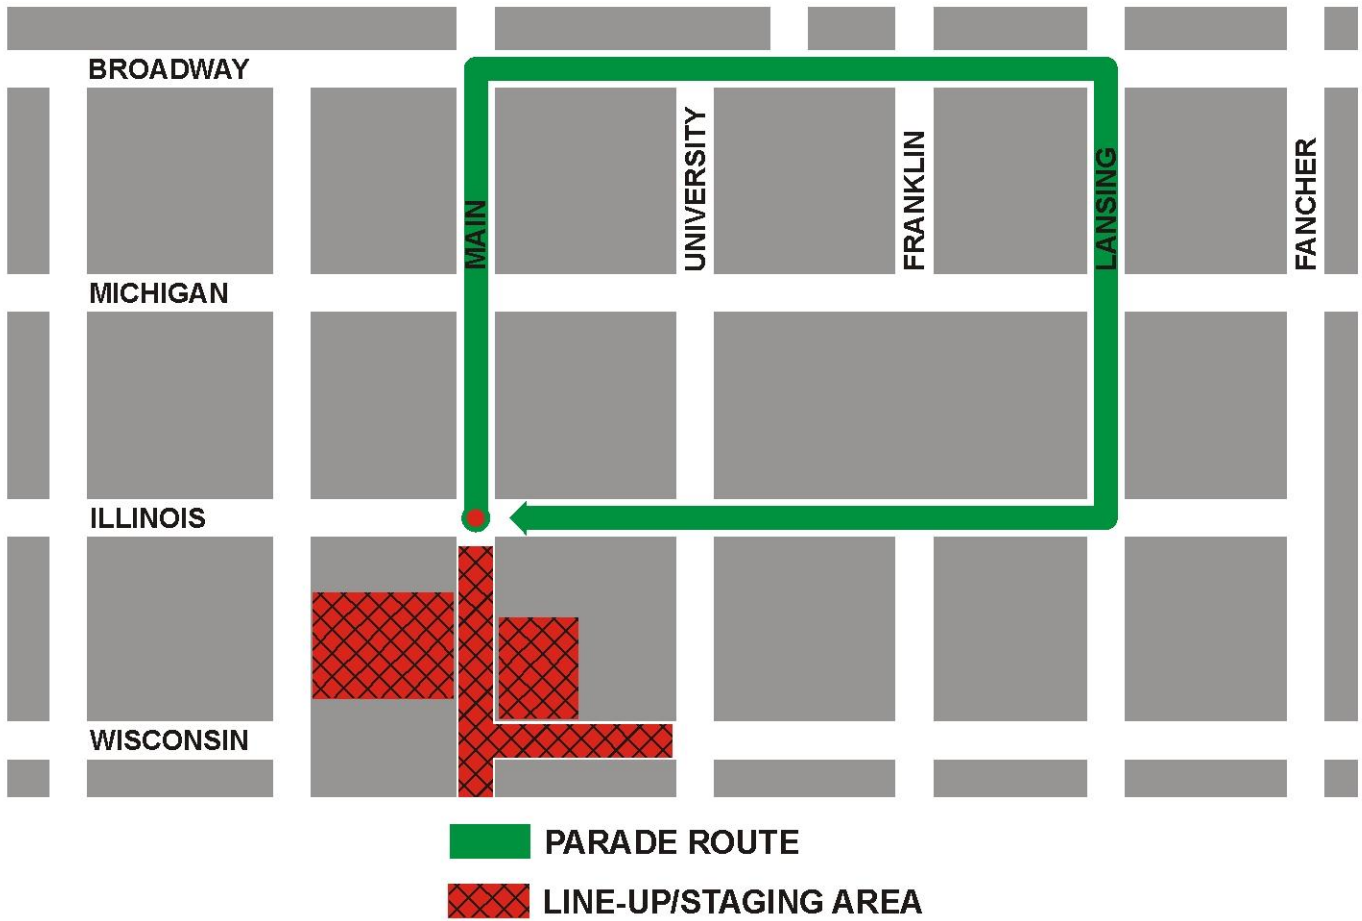 BROADWAY
MAIN
UNIVERSITY
FRANKLIN
LANSING
FANCHER
MICHIGAN
ILLINOIS
WISCONSIN
PARADE ROUTE
LINE-UP/STAGING AREA